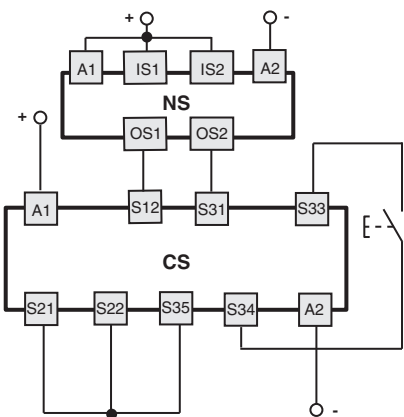 + -
A1 IS1 IS2 A2
NS
+ OS1 OS2
A1 S12 S31 S33
CS
S21 S22 S35 S34 A2
-